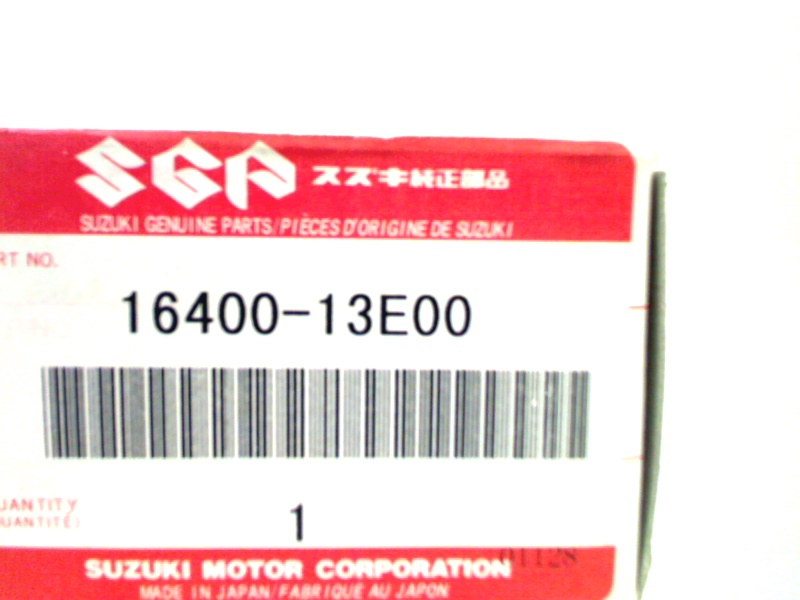 SGP スズキ純正部品
SUZUKI GENUINE PARTS/PIÈCES D'ORIGINE DE SUZUKI
RT NO.
16400-13E00
UANTITY
UANTITÉ)
1
01128
SUZUKI MOTOR CORPORATION
MADE IN JAPAN/FABRIQUÉ AU JAPON